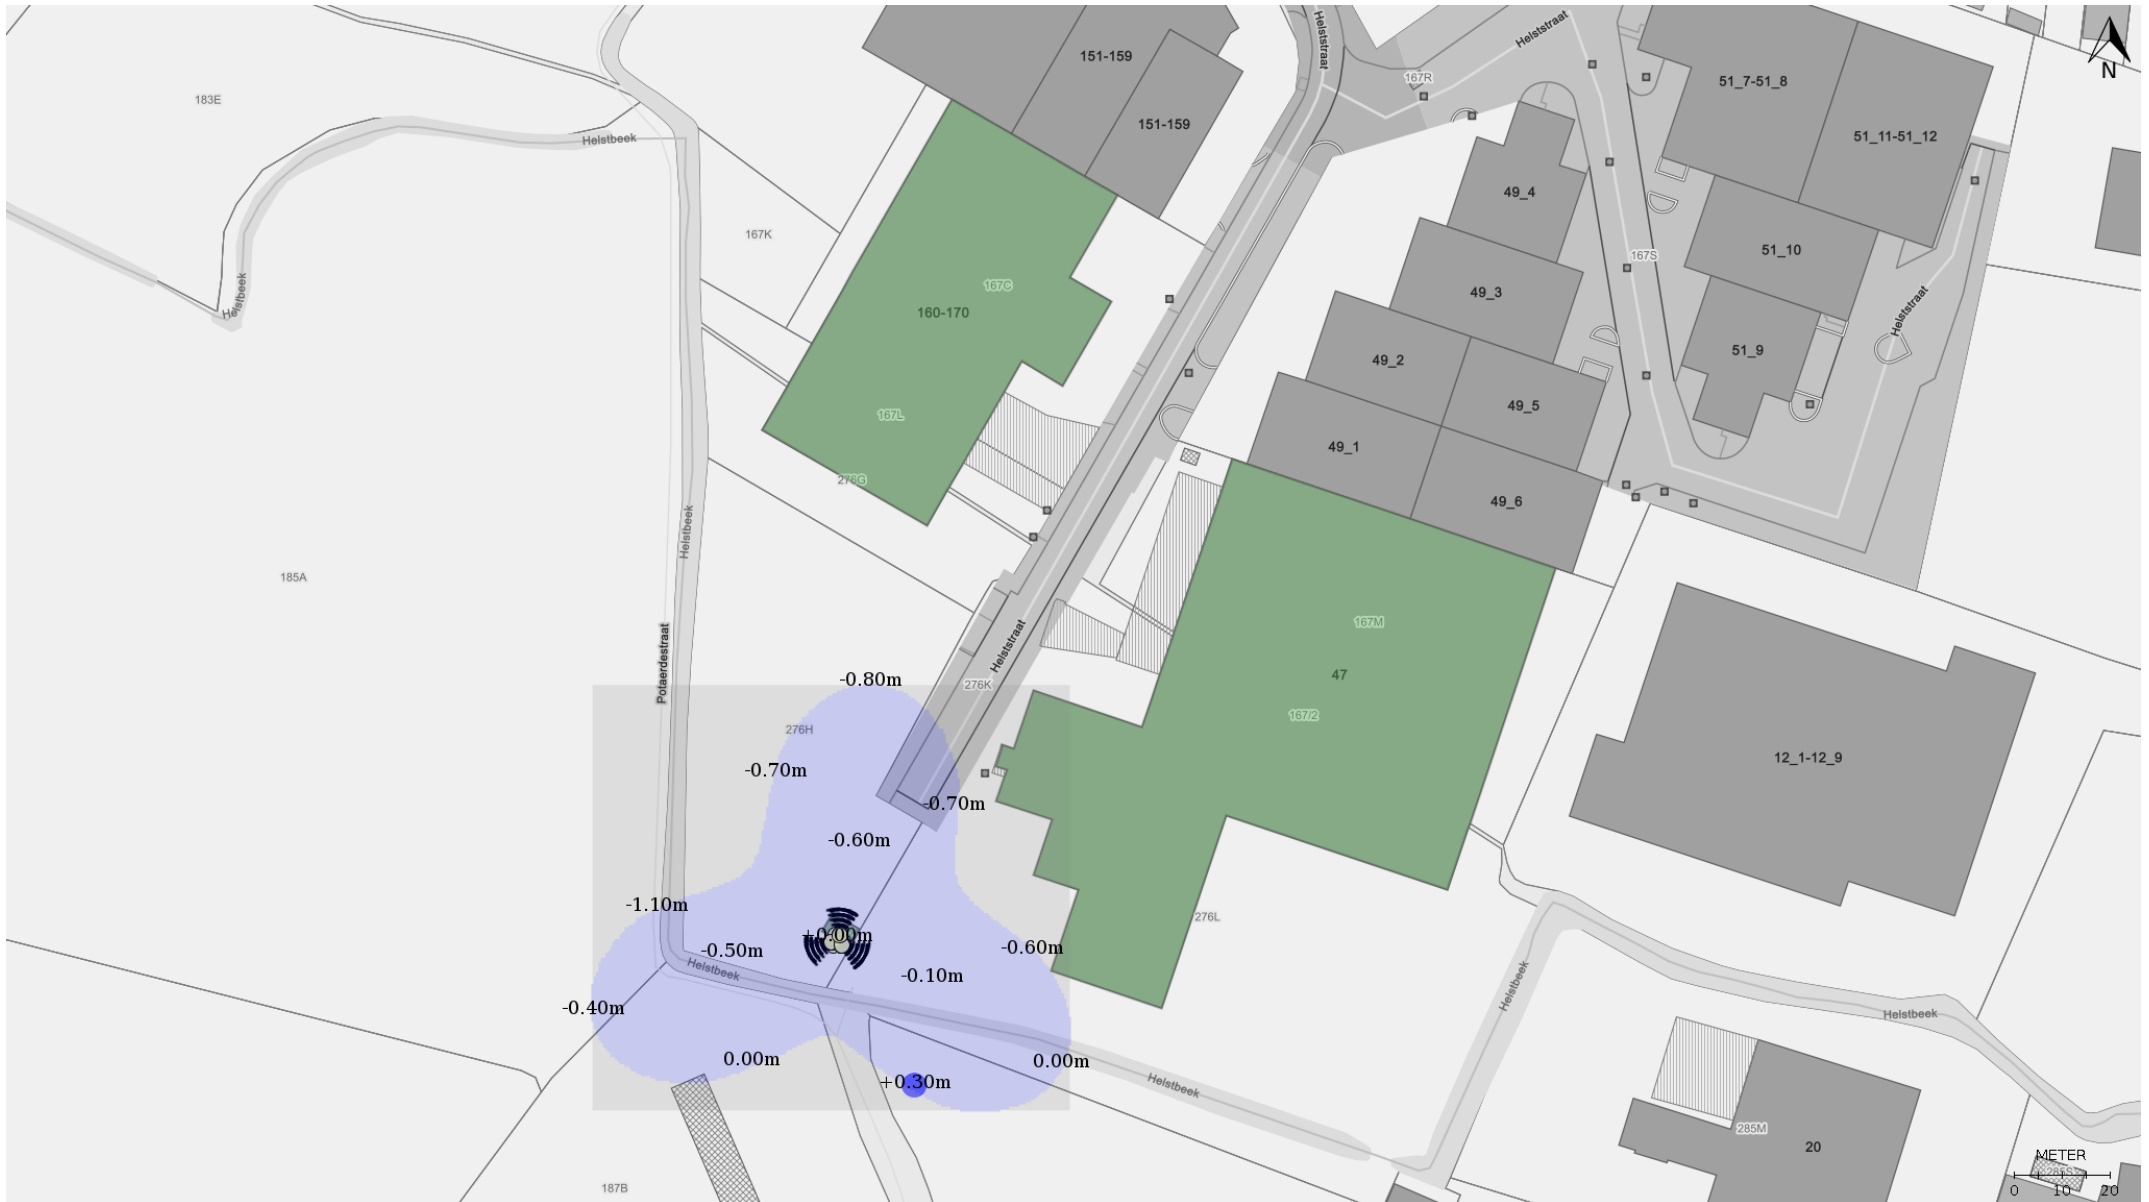 Helststraat
Helststraat
N
151-159
167R
51_7-51_8
183E
151-159
51_11-51_12
Helstbeek
49_4
167K
51_10
167S
Helstbeek
167C
49_3
160-170
Helststraat
51_9
49_2
49_5
167L
49_1
276G
49_6
Helstbeek
185A
167M
Helststraat
Potaerdestraat
47
-0.80m
276K
167/2
276H
12_1-12_9
-0.70m
-0.70m
-0.60m
-1.10m
276L
+0.00m
-0.60m
-0.50m
Helstbeek
-0.10m
Helstbeek
-0.40m
Helstbeek
0.00m
0.00m
+0.30m
Helstbeek
285M
20
METER
187B
0 10 20